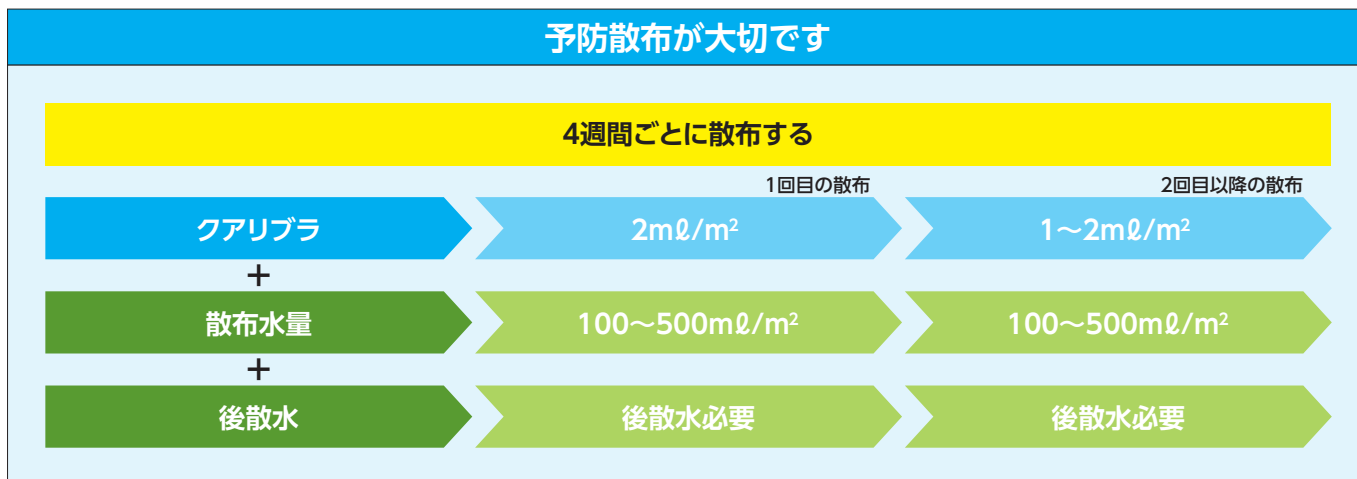 予防散布が大切です
4週間ごとに散布する
1回目の散布
2回目以降の散布
クアリブラ
2mℓ/m²
1〜2mℓ/m²
+
散布水量
100〜500mℓ/m²
100〜500mℓ/m²
+
後散水
後散水必要
後散水必要